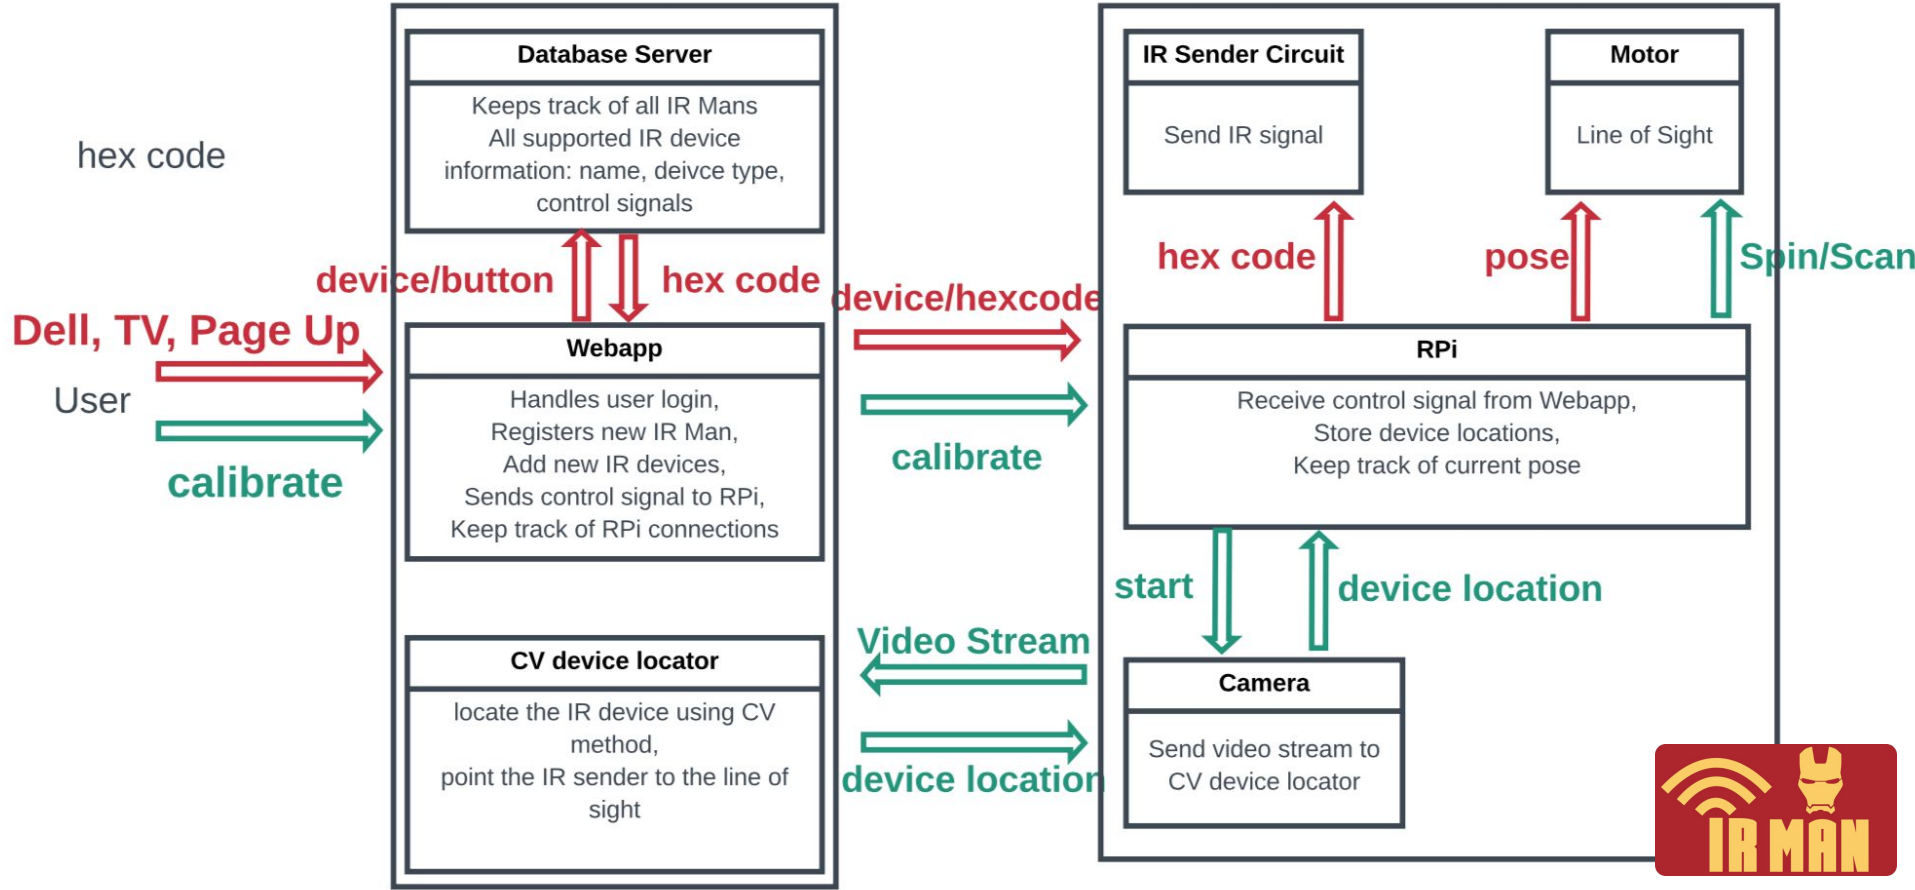 hex code
Dell, TV, Page Up
User
calibrate
Database Server
Keeps track of all IR Mans
All supported IR device
information: name, deivce type,
control signals
device/button
hex code
Webapp
Handles user login,
Registers new IR Man,
Add new IR devices,
Sends control signal to RPi,
Keep track of RPi connections
CV device locator
locate the IR device using CV
method,
point the IR sender to the line of
sight
device/hexcode
calibrate
Video Stream
device location
IR Sender Circuit
Send IR signal
Motor
Line of Sight
hex code
pose
Spin/Scan
RPi
Receive control signal from Webapp,
Store device locations,
Keep track of current pose
start
device location
Camera
Send video stream to
CV device locator
IR MAN